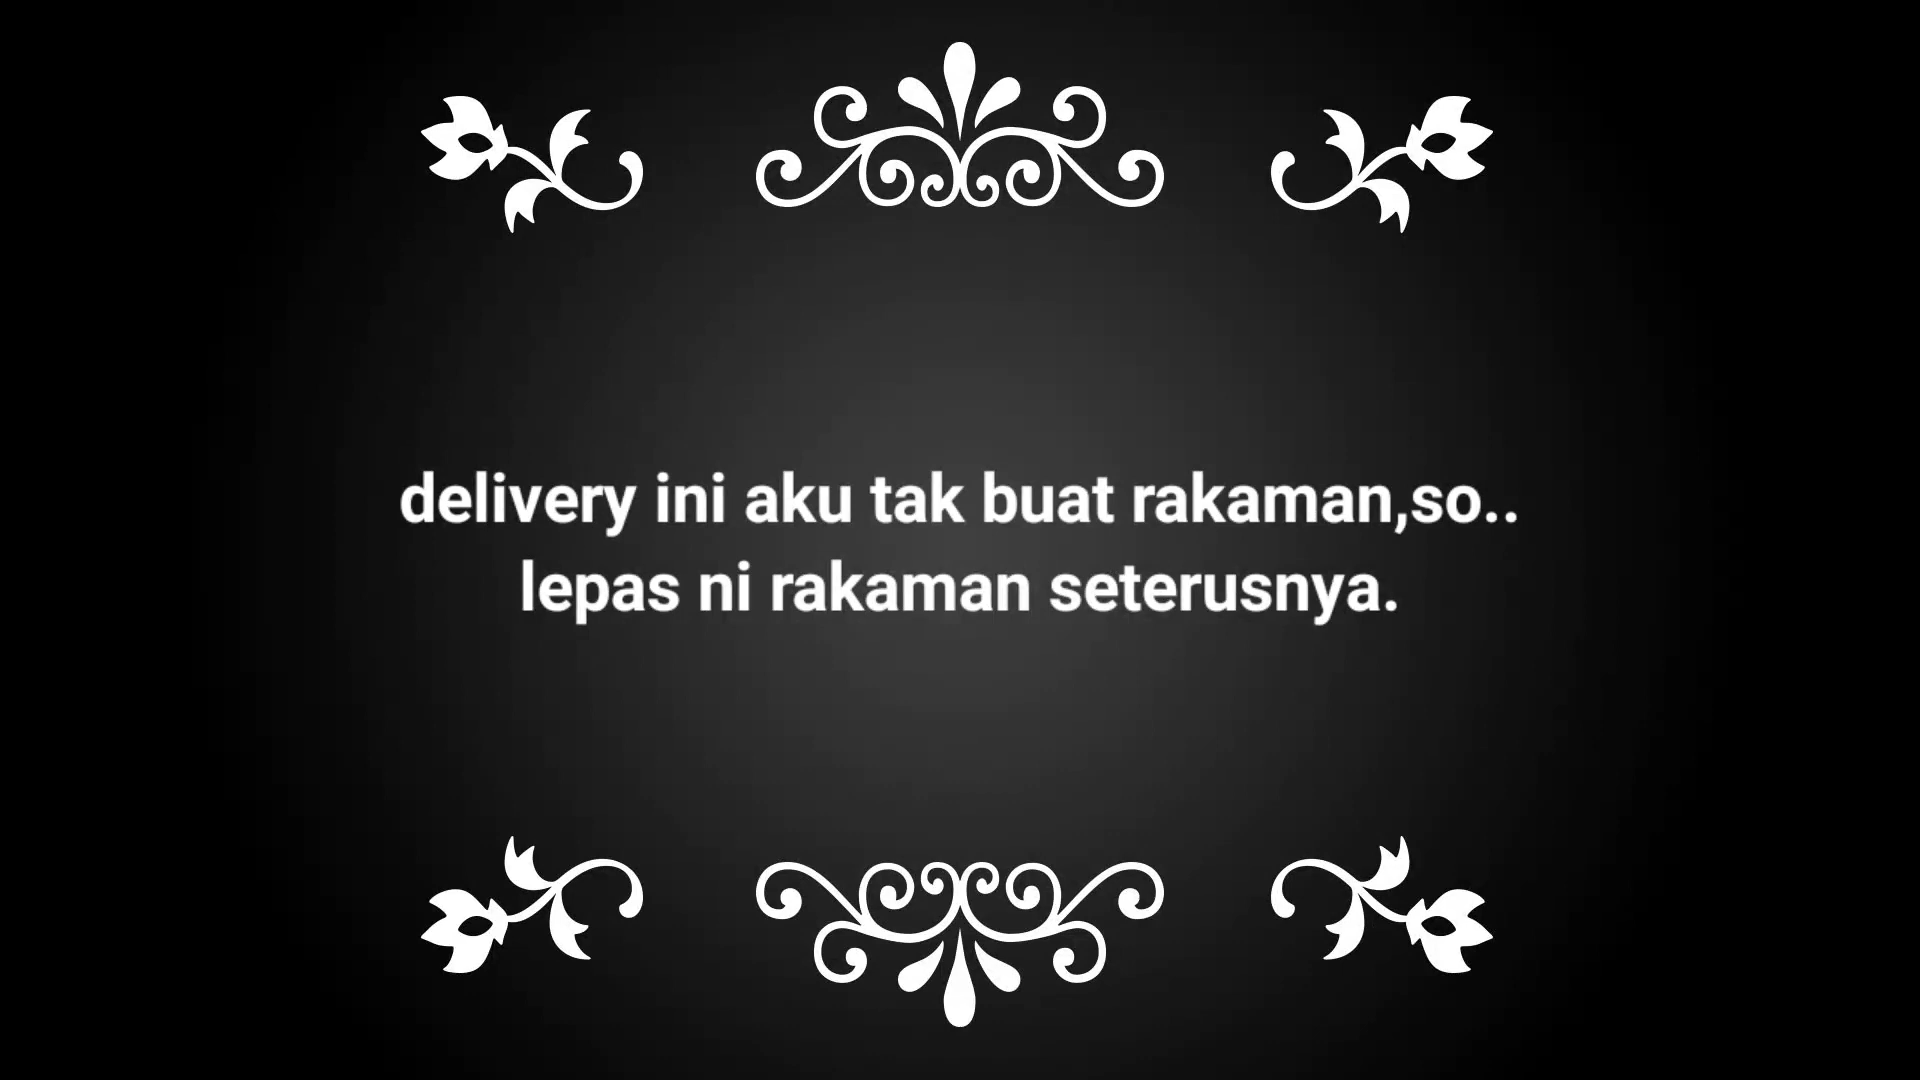 delivery ini aku tak buat rakaman,so..
lepas ni rakaman seterusnya.